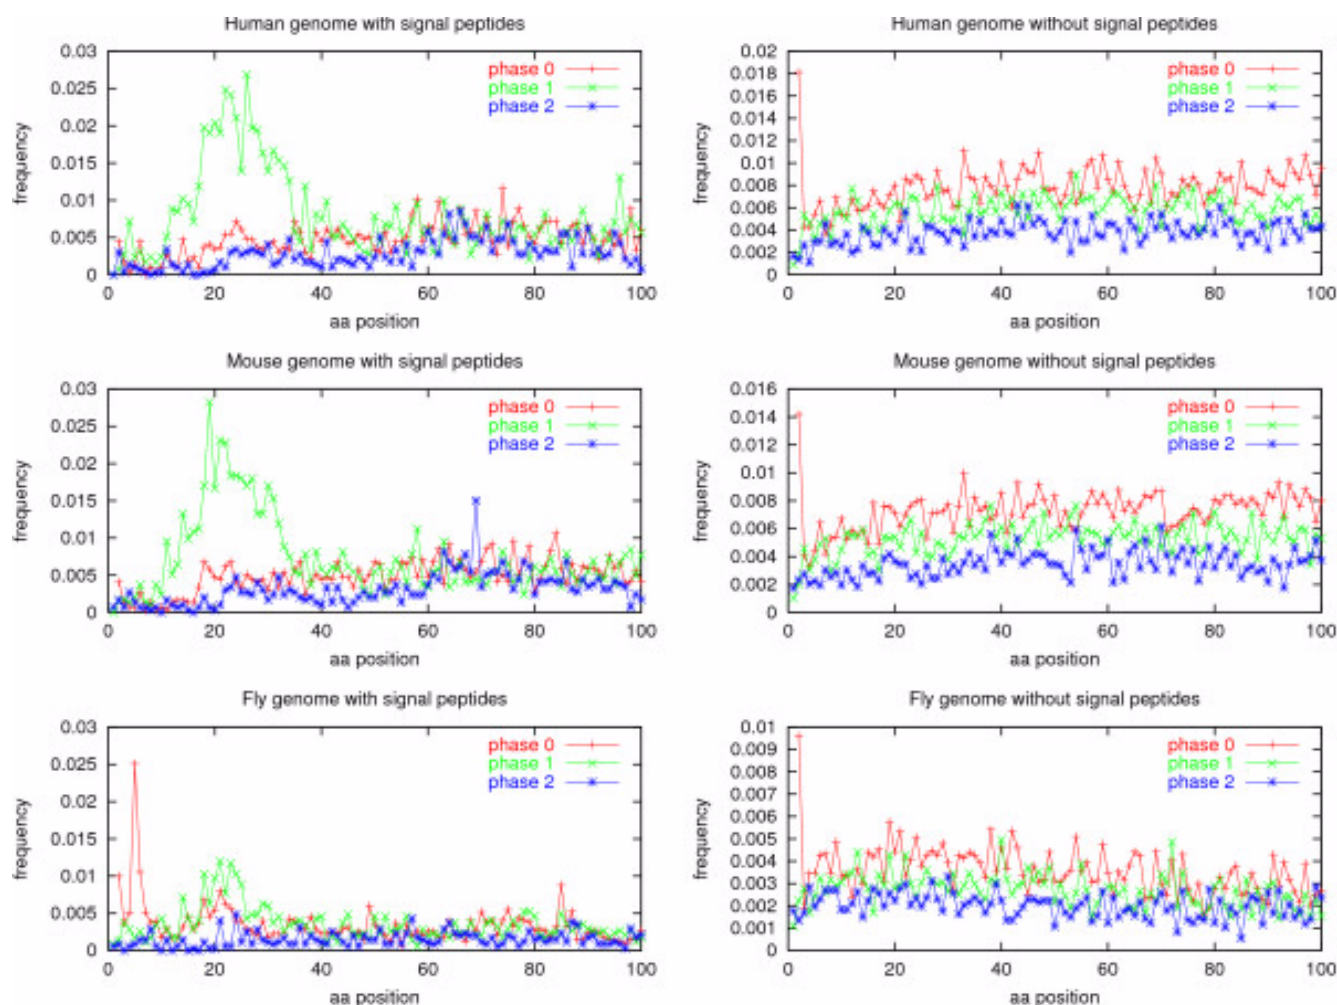 Human genome with signal peptides
0.03
0.025
0.02
0.015
0.01
0.005
0
frequency
phase 0
phase 1
phase 2
0 20 40 60 80 100
aa position
Human genome without signal peptides
0.02
0.018
0.016
0.014
0.012
0.01
0.008
0.006
0.004
0.002
0
frequency
phase 0
phase 1
phase 2
0 20 40 60 80 100
aa position
Mouse genome with signal peptides
0.03
0.025
0.02
0.015
0.01
0.005
0
frequency
phase 0
phase 1
phase 2
0 20 40 60 80 100
aa position
Mouse genome without signal peptides
0.016
0.014
0.012
0.01
0.008
0.006
0.004
0.002
0
frequency
phase 0
phase 1
phase 2
0 20 40 60 80 100
aa position
Fly genome with signal peptides
0.03
0.025
0.02
0.015
0.01
0.005
0
frequency
phase 0
phase 1
phase 2
0 20 40 60 80 100
aa position
Fly genome without signal peptides
0.01
0.009
0.008
0.007
0.006
0.005
0.004
0.003
0.002
0.001
0
frequency
phase 0
phase 1
phase 2
0 20 40 60 80 100
aa position